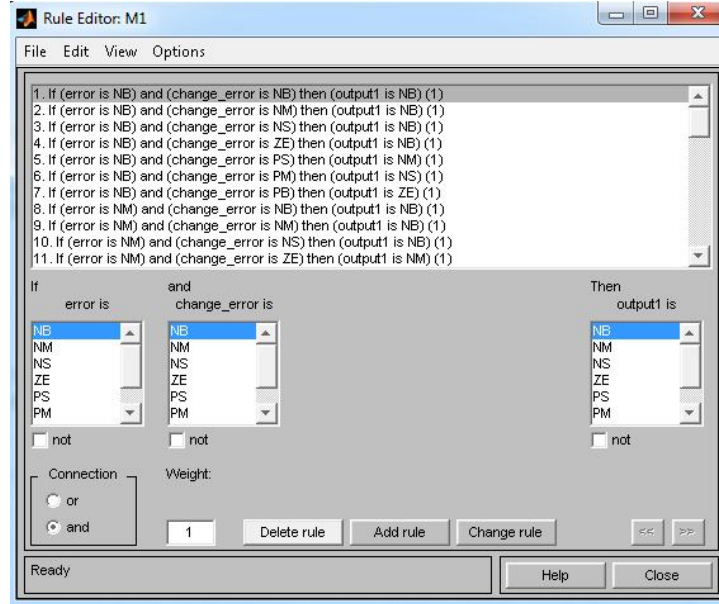 Rule Editor: M1
File Edit View Options
1. If (error is NB) and (change_error is NB) then (output1 is NB) (1)
2. If (error is NB) and (change_error is NM) then (output1 is NB) (1)
3. If (error is NB) and (change_error is NS) then (output1 is NB) (1)
4. If (error is NB) and (change_error is ZE) then (output1 is NB) (1)
5. If (error is NB) and (change_error is PS) then (output1 is NM) (1)
6. If (error is NB) and (change_error is PM) then (output1 is NS) (1)
7. If (error is NB) and (change_error is PB) then (output1 is ZE) (1)
8. If (error is NM) and (change_error is NB) then (output1 is NB) (1)
9. If (error is NM) and (change_error is NM) then (output1 is NB) (1)
10. If (error is NM) and (change_error is NS) then (output1 is NB) (1)
11. If (error is NM) and (change_error is ZE) then (output1 is NM) (1)
If and Then
error is change_error is output1 is
NB NB NB
NM NM NM
NS NS NS
ZE ZE ZE
PS PS PS
PM PM PM
not not not
Connection Weight:
or
and 1 Delete rule Add rule Change rule << >>
Ready Help Close